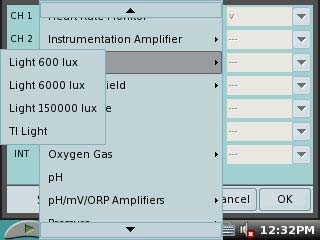 CH 1
Heart Rate Monitor
v
CH 2
Instrumentation Amplifier
---
Light 600 lux
---
Light 6000 lux
ield
---
Light 150000 lux
e
---
TI Light
---
INT
Oxygen Gas
---
pH
pH/mV/ORP Amplifiers
ancel
OK
Pressure
12:32PM